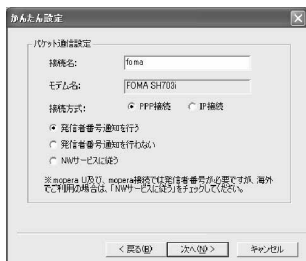 かんたん設定
パケット通信設定
接続名: foma
モデム名: FOMA SH703i
接続方式: PPP接続 IP接続
発信者番号通知を行う
発信者番号通知を行わない
NWサービスに従う
※ mopera U及び、mopera接続では発信者番号が必要ですが、海外
でご利用の場合は、「NWサービスに従う」をチェックしてください。
< 戻る(B) 次へ(N) > キャンセル